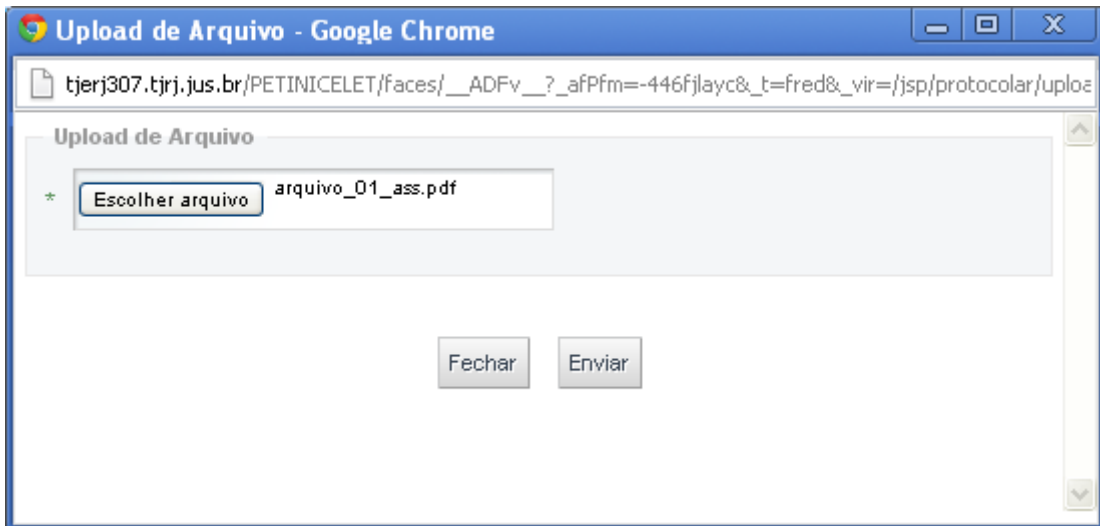 Upload de Arquivo - Google Chrome
tjerj307.tjrj.jus.br/PETINICELET/faces/__ADFv__?_afPfm=-446fjlayc&_t=fred&_vir=/jsp/protocolar/uploa
Upload de Arquivo
* Escolher arquivo arquivo_01_ass.pdf
Fechar Enviar